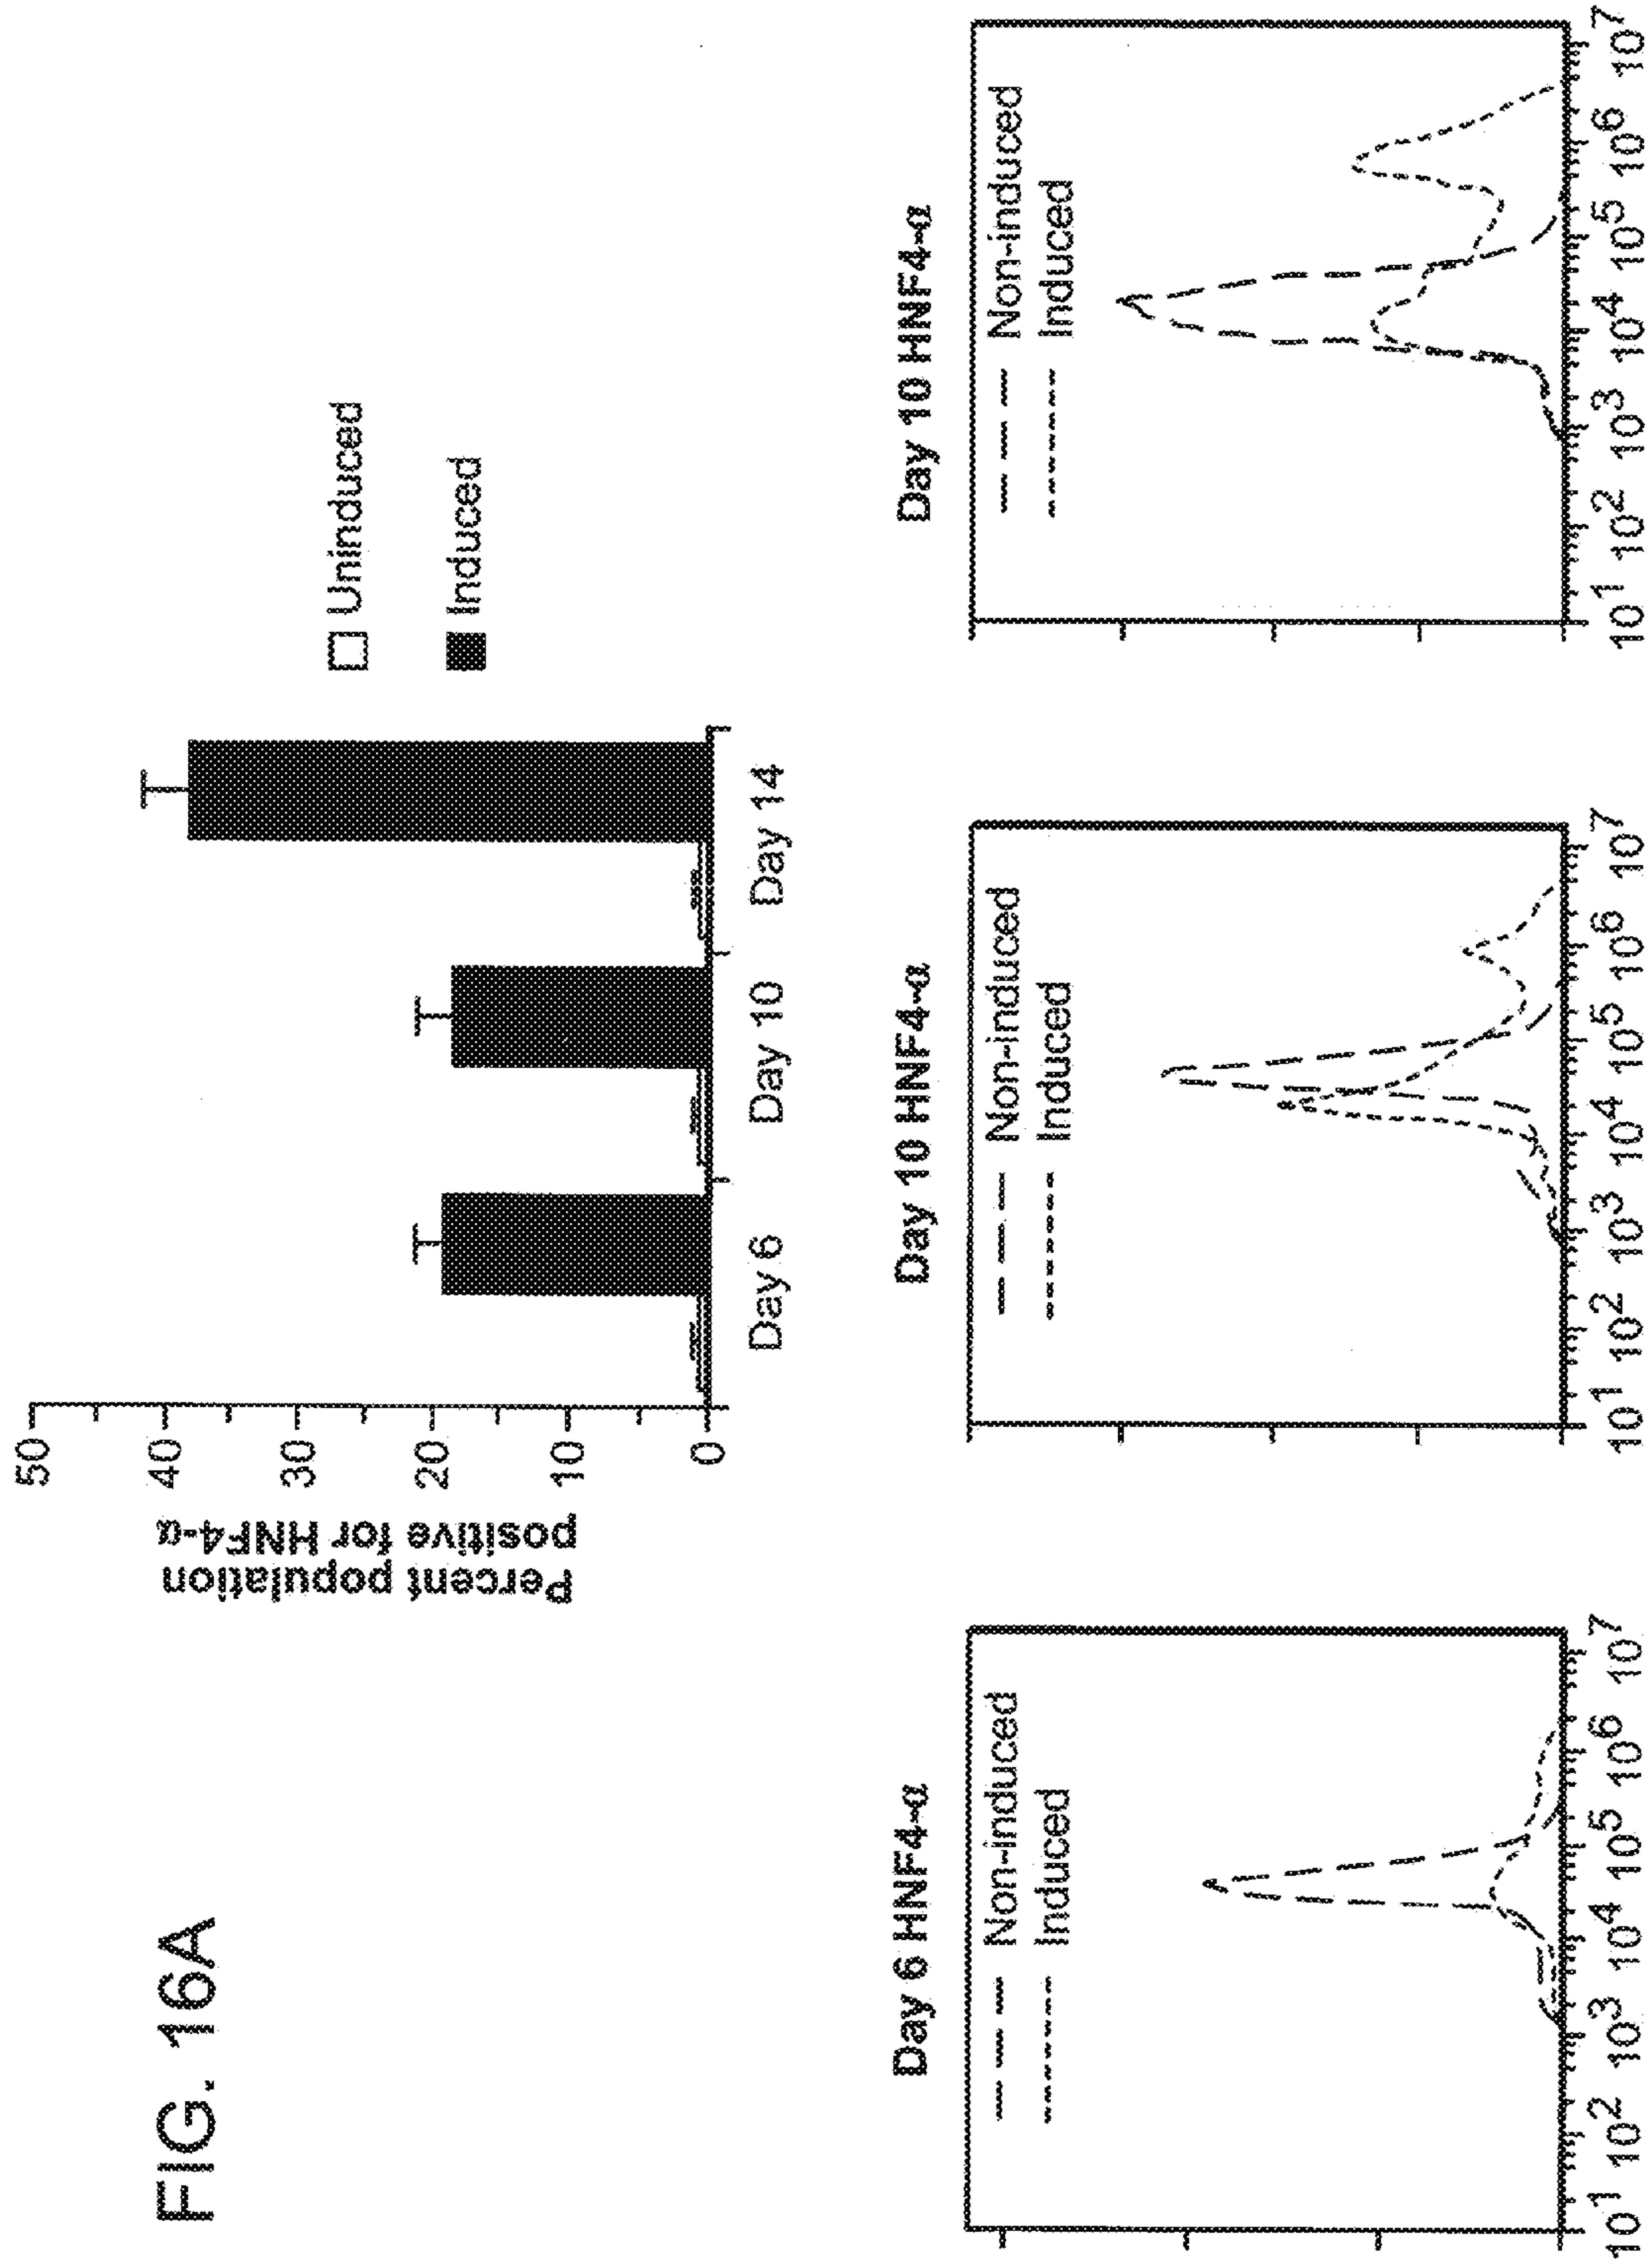 FIG. 16A
Percent population
positive for HNF4-α
50
40
30
20
10
0
Day 6
Day 10
Day 14
Uninduced
Induced
Day 6 HNF4-α
Non-induced
Induced
10¹ 10² 10³ 10⁴ 10⁵ 10⁶ 10⁷
Day 10 HNF4-α
Non-induced
Induced
10¹ 10² 10³ 10⁴ 10⁵ 10⁶ 10⁷
Day 10 HNF4-α
Non-induced
Induced
10¹ 10² 10³ 10⁴ 10⁵ 10⁶ 10⁷